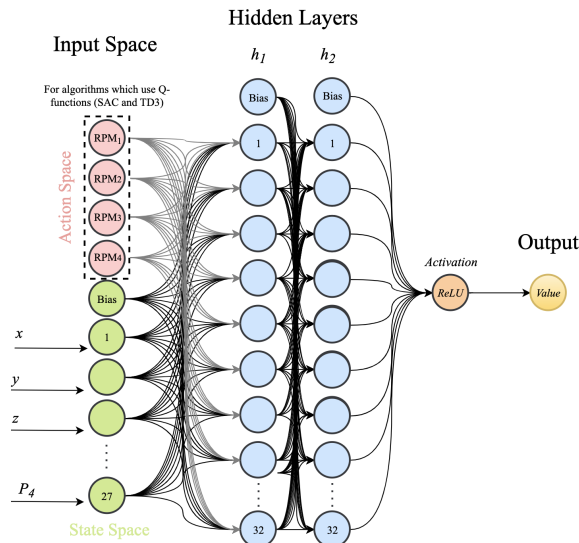 Hidden Layers
Input Space
h1
h2
For algorithms which use Q-
functions (SAC and TD3)
Bias
Bias
Action Space
RPM1
RPM2
RPM3
RPM4
1
1
Bias
x
1
y
z
P4
27
State Space
32
32
Activation
ReLU
Output
Value